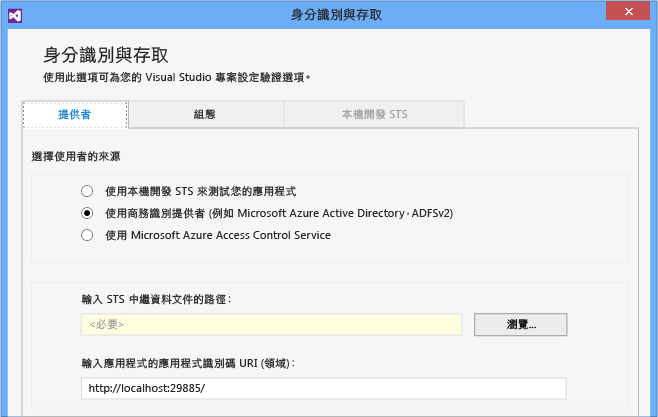 身分識別與存取
身分識別與存取
使用此選項可為您的 Visual Studio 專案設定驗證選項。
提供者 組態 本機開發 STS
選擇使用者的來源
使用本機開發 STS 來測試您的應用程式
使用商務識別提供者 (例如 Microsoft Azure Active Directory，ADFSv2)
使用 Microsoft Azure Access Control Service
輸入 STS 中繼資料文件的路徑：
<必要> 瀏覽...
輸入應用程式的應用程式識別碼 URI (領域)：
http://localhost:29885/